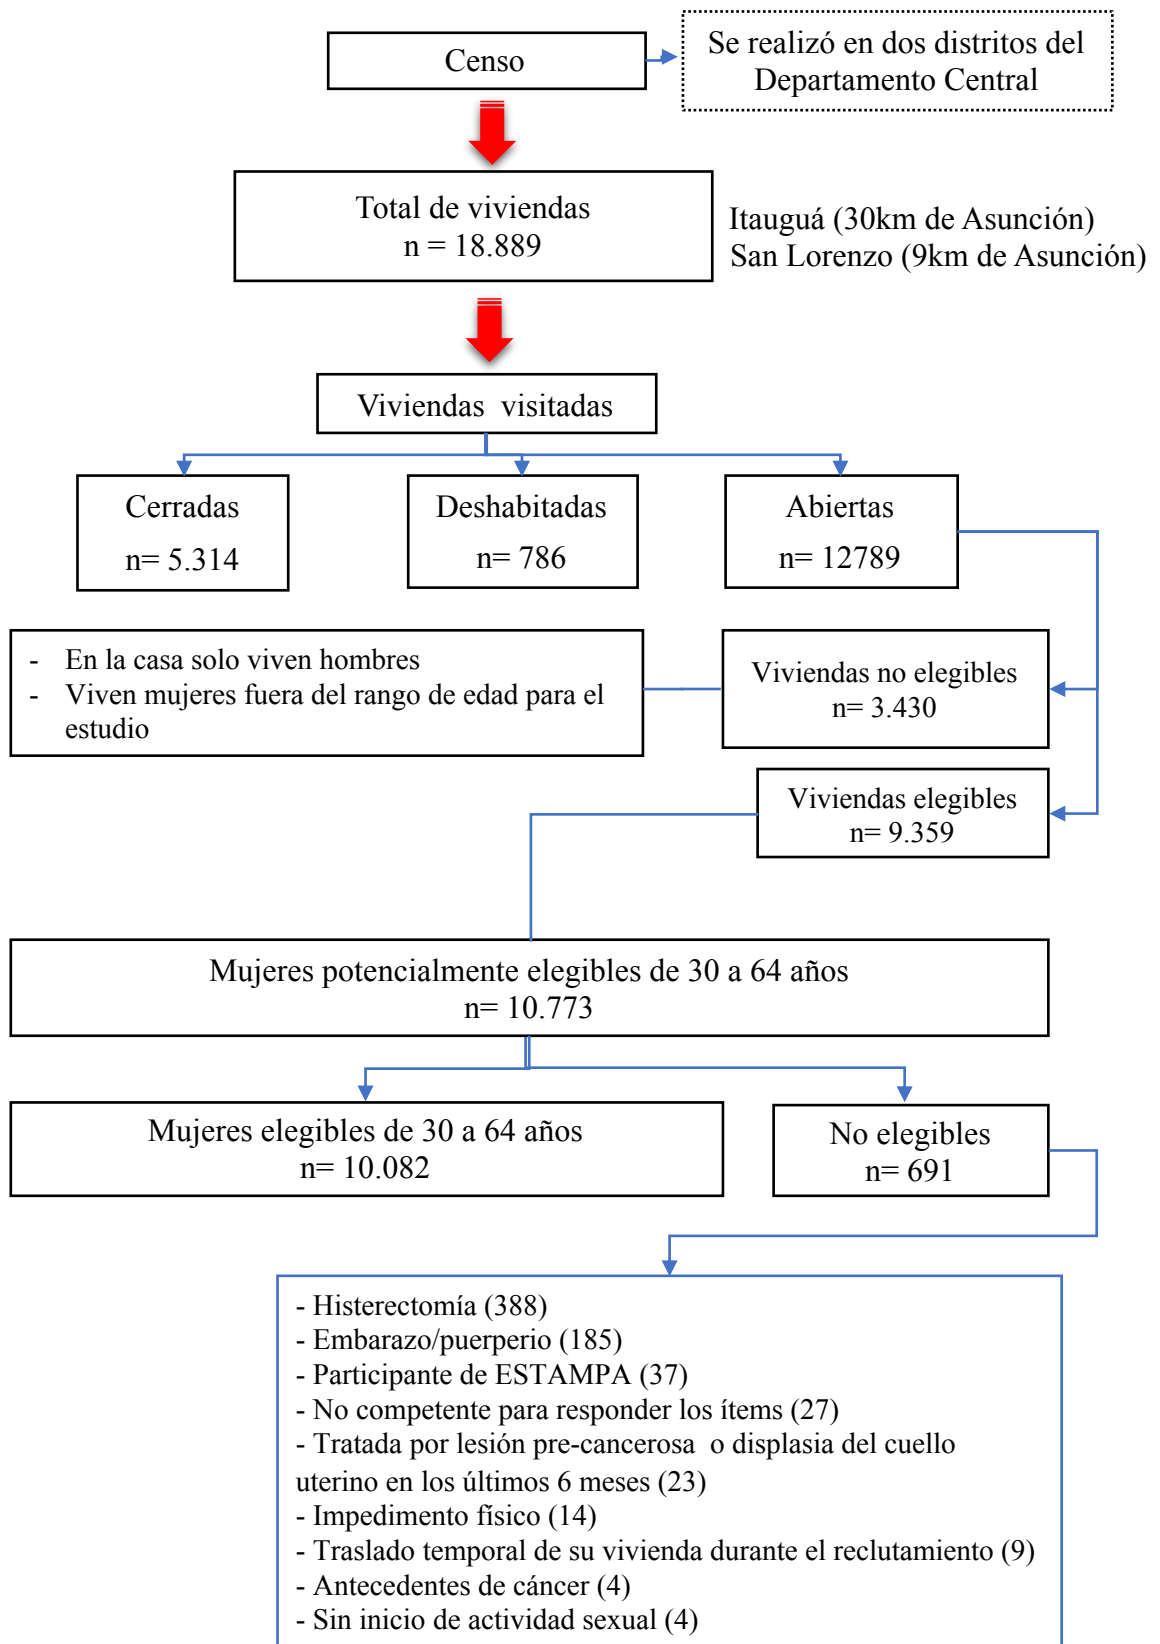 Censo
Se realizó en dos distritos del
Departamento Central
Total de viviendas
n = 18.889
Itauguá (30km de Asunción)
San Lorenzo (9km de Asunción)
Viviendas visitadas
Cerradas
n= 5.314
Deshabitadas
n= 786
Abiertas
n= 12789
- En la casa solo viven hombres
- Viven mujeres fuera del rango de edad para el
estudio
Viviendas no elegibles
n= 3.430
Viviendas elegibles
n= 9.359
Mujeres potencialmente elegibles de 30 a 64 años
n= 10.773
Mujeres elegibles de 30 a 64 años
n= 10.082
No elegibles
n= 691
- Histerectomía (388)
- Embarazo/puerperio (185)
- Participante de ESTAMPA (37)
- No competente para responder los ítems (27)
- Tratada por lesión pre-cancerosa o displasia del cuello
uterino en los últimos 6 meses (23)
- Impedimento físico (14)
- Traslado temporal de su vivienda durante el reclutamiento (9)
- Antecedentes de cáncer (4)
- Sin inicio de actividad sexual (4)